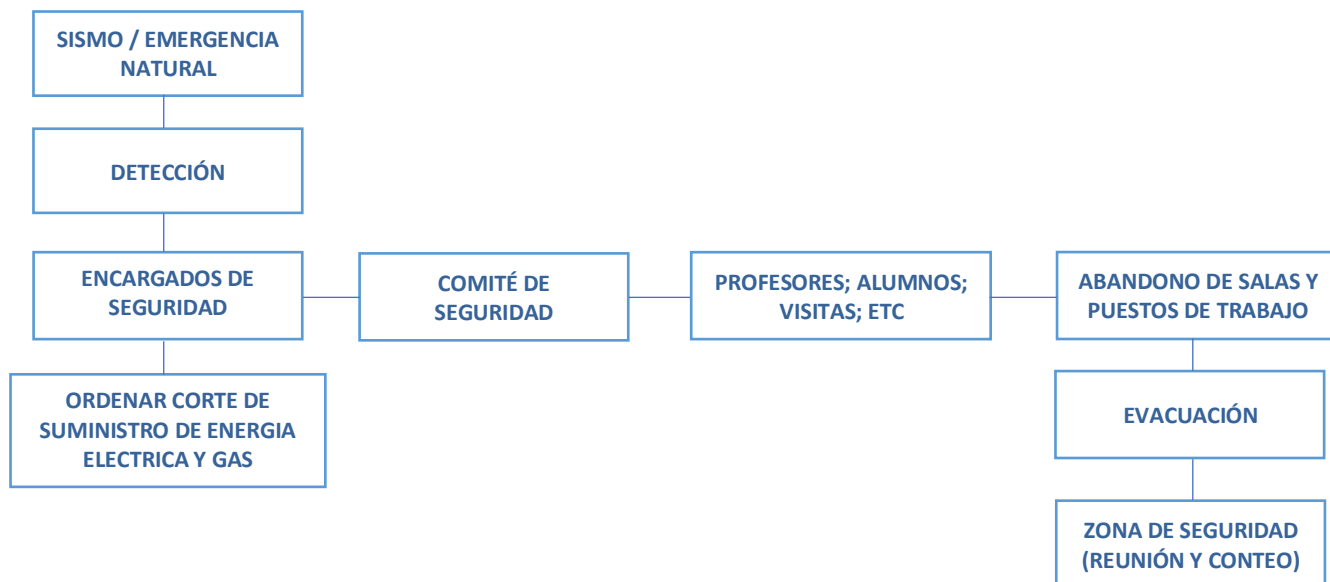 SISMO / EMERGENCIA
NATURAL
DETECCIÓN
ENCARGADOS DE
SEGURIDAD
COMITÉ DE
SEGURIDAD
PROFESORES; ALUMNOS;
VISITAS; ETC
ABANDONO DE SALAS Y
PUESTOS DE TRABAJO
ORDENAR CORTE DE
SUMINISTRO DE ENERGIA
ELECTRICA Y GAS
EVACUACIÓN
ZONA DE SEGURIDAD
(REUNIÓN Y CONTEO)